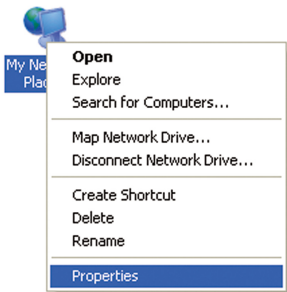 My Ne
Plac
Open
Explore
Search for Computers...
Map Network Drive...
Disconnect Network Drive...
Create Shortcut
Delete
Rename
Properties